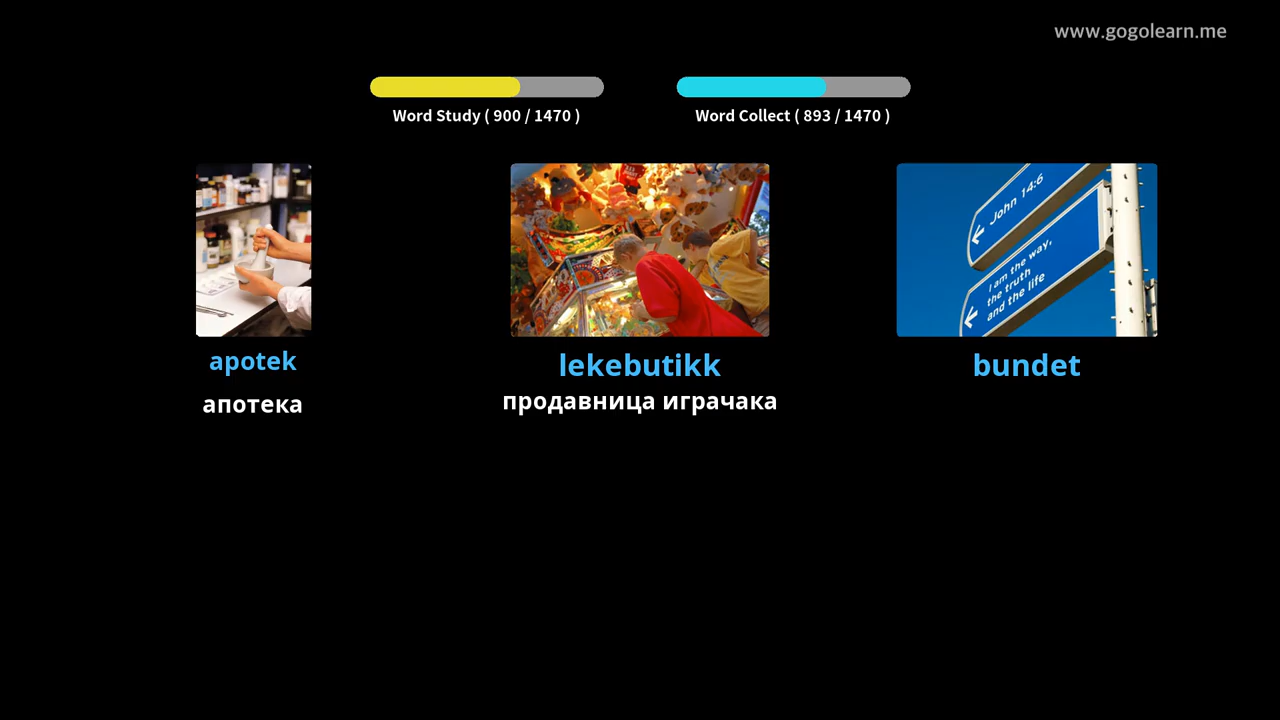 www.gogolearn.me
Word Study ( 900 / 1470 )
Word Collect ( 893 / 1470 )
John 14:6
I am the way,
the truth
and the life
apotek
lekebutikk
bundet
апотека
продавница играчака